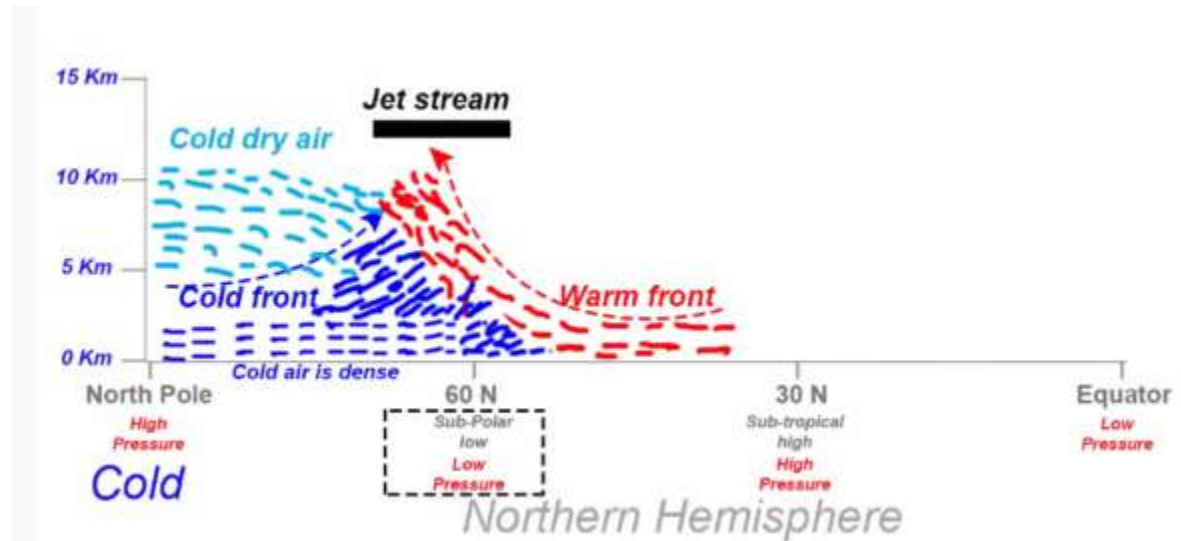 15 Km
Jet stream
Cold dry air
10 Km
5 Km
Cold front
Warm front
0 Km
Cold air is dense
North Pole
60 N
30 N
Equator
High
Pressure
Sub-Polar
low
Low
Pressure
Sub-tropical
high
High
Pressure
Low
Pressure
Cold
Northern Hemisphere